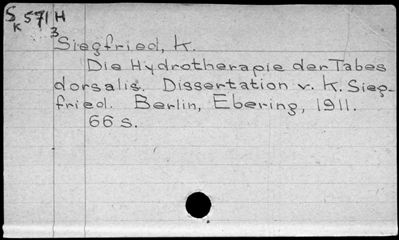 S 571 H
K 3
Siegfried, K.
Die Hydrotherapie der Tabes
dorsalis. Dissertation v. K. Sieg-
fried. Berlin, Ebering, 1911.
66 s.